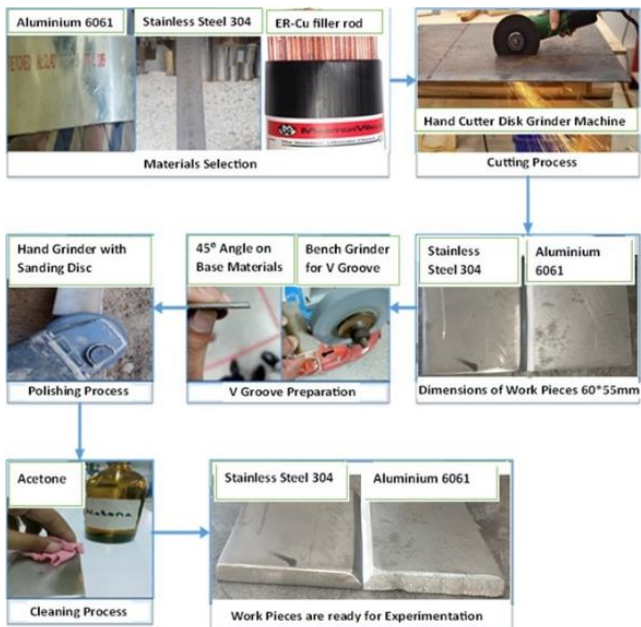 Aluminium 6061
Stainless Steel 304
ER-Cu filler rod
Materials Selection
Hand Cutter Disk Grinder Machine
Cutting Process
Stainless
Steel 304
Aluminium
6061
Dimensions of Work Pieces 60*55mm
45° Angle on
Base Materials
Bench Grinder
for V Groove
V Groove Preparation
Hand Grinder with
Sanding Disc
Polishing Process
Acetone
Cleaning Process
Stainless Steel 304
Aluminium 6061
Work Pieces are ready for Experimentation